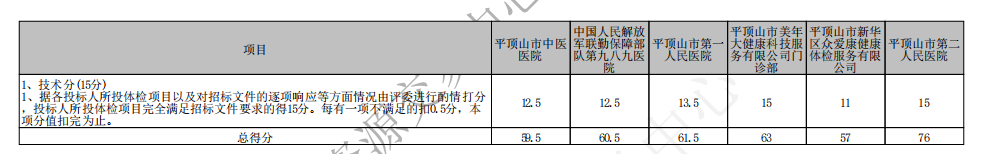 项目
平顶山市中医
医院
中国人民解放
军联勤保障部
队第九八九医
院
平顶山市第一
人民医院
平顶山市美年
大健康科技服
务有限公司门
诊部
平顶山市新华
区众爱康健康
体检服务有限
公司
平顶山市第二
人民医院
1、技术分(15分)
1、据各投标人所投体检项目以及对招标文件的逐项响应等方面情况由评委进行酌情打分
，投标人所投体检项目完全满足招标文件要求的得15分。每有一项不满足的扣0.5分，本
项分值扣完为止。
12.5
12.5
13.5
15
11
15
总得分
59.5
60.5
61.5
63
57
76